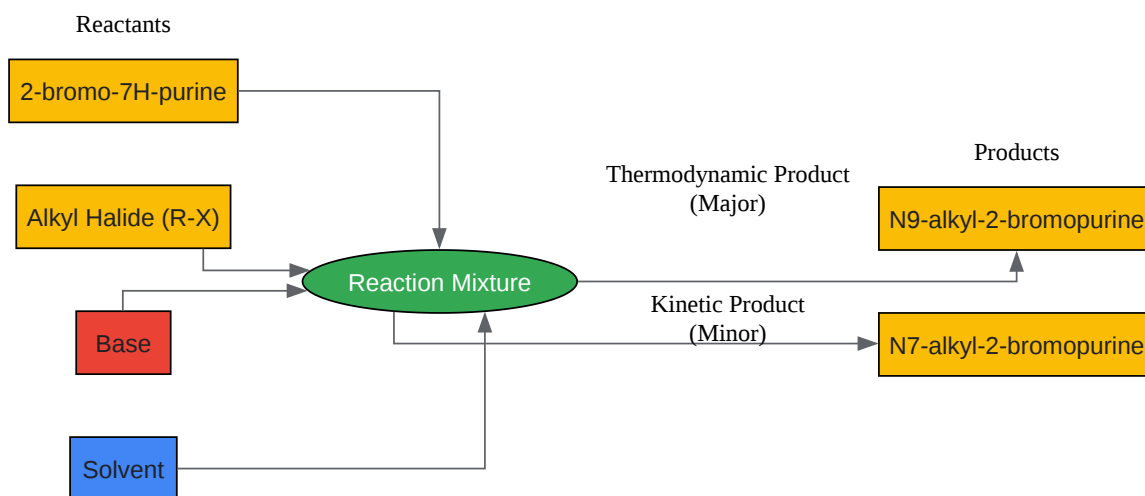 Reactants
2-bromo-7H-purine
Alkyl Halide (R-X)
Base
Solvent
Reaction Mixture
Thermodynamic Product
(Major)
Kinetic Product
(Minor)
Products
N9-alkyl-2-bromopurine
N7-alkyl-2-bromopurine